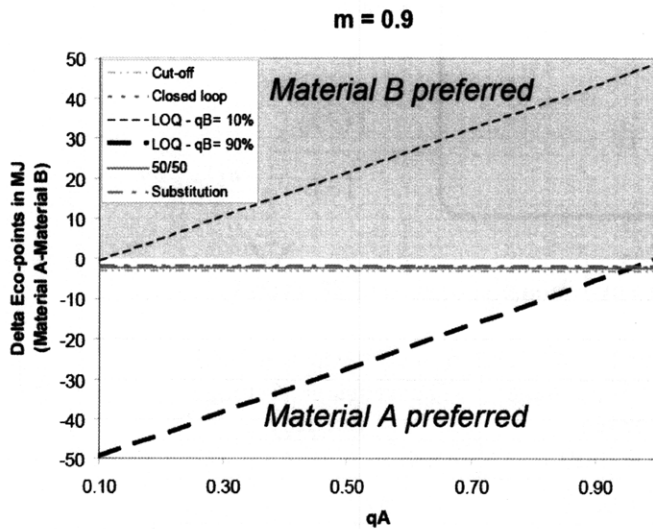 m = 0.9
Delta Eco-points in MJ
(Material A-Material B)
50
40
30
20
10
0
-10
-20
-30
-40
-50
Cut-off
Closed loop
LOQ - qB= 10%
LOQ - qB= 90%
50/50
Substitution
Material B preferred
Material A preferred
0.10
0.30
0.50
0.70
0.90
qA